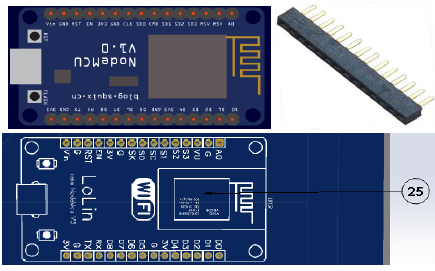 Vin GND RST EN 3V3 GND CLK SD0 CMD SD1 SD2 SD3 RSV RSV A0
RST
NodeMCU
V1.0
FLASH
blog.squix-ch
3V3 GND TX RX D8 D7 D6 D5 GND 3V3 D4 D3 D2 D1 D0
Vin G RST EN 3V G SK SO SC S1 S2 S3 VU G A0
LoLin
new NodeMcu V3
WiFi
25
3V G TX RX D8 D7 D6 D5 G 3V D4 D3 D2 D1 D0